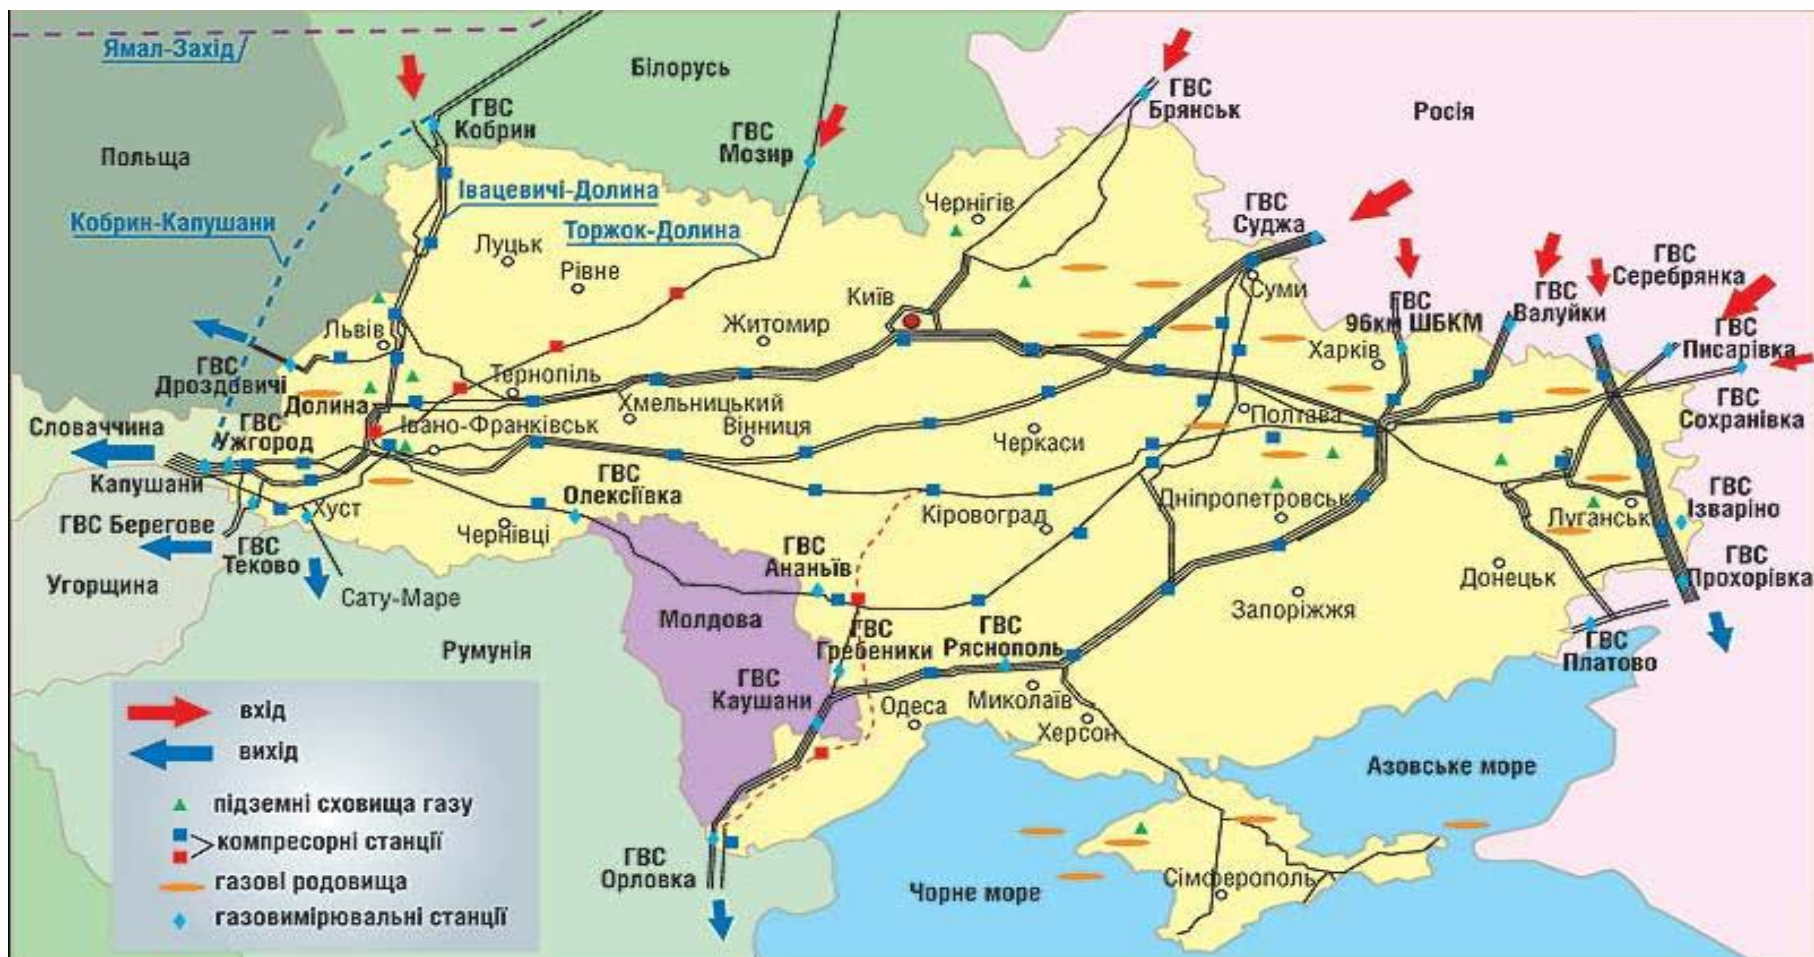 Ямал-Захід
Білорусь
ГВС
Кобрин
ГВС
Мозир
ГВС
Брянськ
Росія
Польща
Івацевичі-Долина
Кобрин-Капушани
Торжок-Долина
Чернігів
ГВС
Суджа
Луцьк
Рівне
Київ
Суми
ГВС
Серебрянка
ГВС
Валуйки
ГВС
96км ШБКМ
ГВС
Писарівка
Львів
Житомир
Харків
ГВС
Дроздовичі
Тернопіль
ГВС
Сохранівка
Долина
Хмельницький
Вінниця
Полтава
Словаччина
ГВС
Ужгород
Івано-Франківськ
Черкаси
Капушани
ГВС
Олексіївка
Хуст
Дніпропетровськ
Кіровоград
Луганськ
ГВС
Ізваріно
ГВС Берегове
Чернівці
ГВС
Теково
ГВС
Ананьїв
Донецьк
ГВС
Прохорівка
Угорщина
Сату-Маре
Запоріжжя
Молдова
Румунія
ГВС
Гребеники
ГВС
Ряснополь
ГВС
Платово
ГВС
Каушани
Одеса
Миколаїв
Херсон
Азовське море
вхід
вихід
підземні сховища газу
компресорні станції
газові родовища
газовимірювальні станції
ГВС
Орловка
Чорне море
Сімферополь